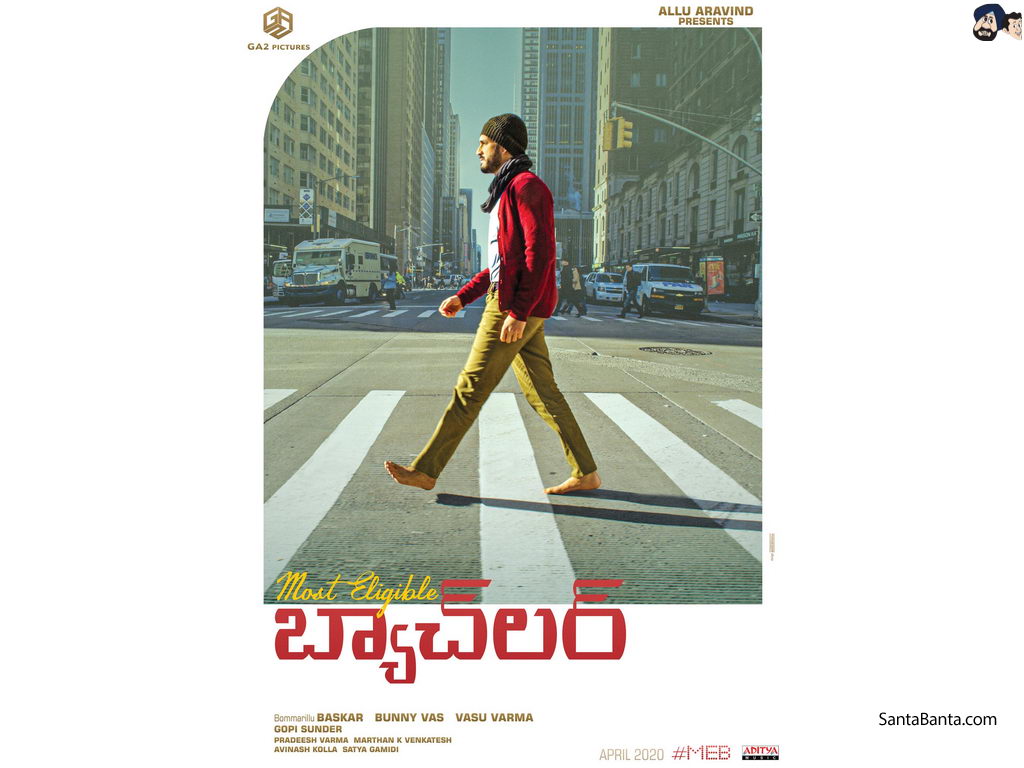 GA2 PICTURES
ALLU ARAVIND
PRESENTS
Most Eligible
బ్యాచ్‌లర్
Bommarillu BASKAR BUNNY VAS VASU VARMA
GOPI SUNDER
PRADEESH VARMA MARTHAN K VENKATESH
AVINASH KOLLA SATYA GAMIDI
APRIL 2020 #MEB ADITYA
MUSIC
SantaBanta.com